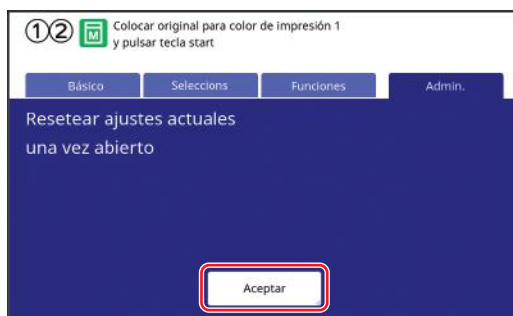 ①② M Colocar original para color de impresión 1
y pulsar tecla start
Básico Seleccions Funciones Admin.
Resetear ajustes actuales
una vez abierto
Aceptar